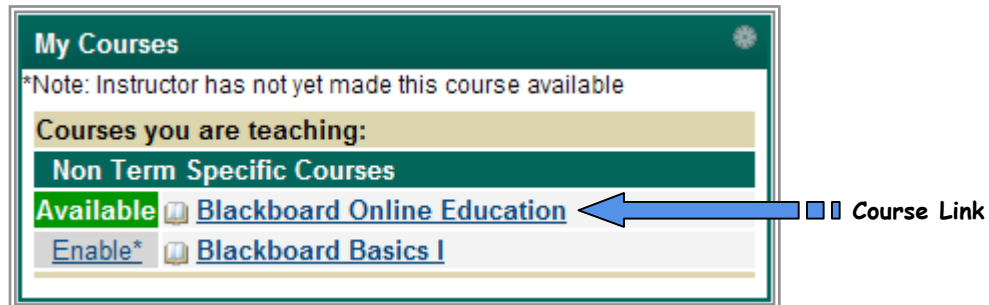 My Courses
*Note: Instructor has not yet made this course available
Courses you are teaching:
Non Term Specific Courses
Available Blackboard Online Education Course Link
Enable* Blackboard Basics I